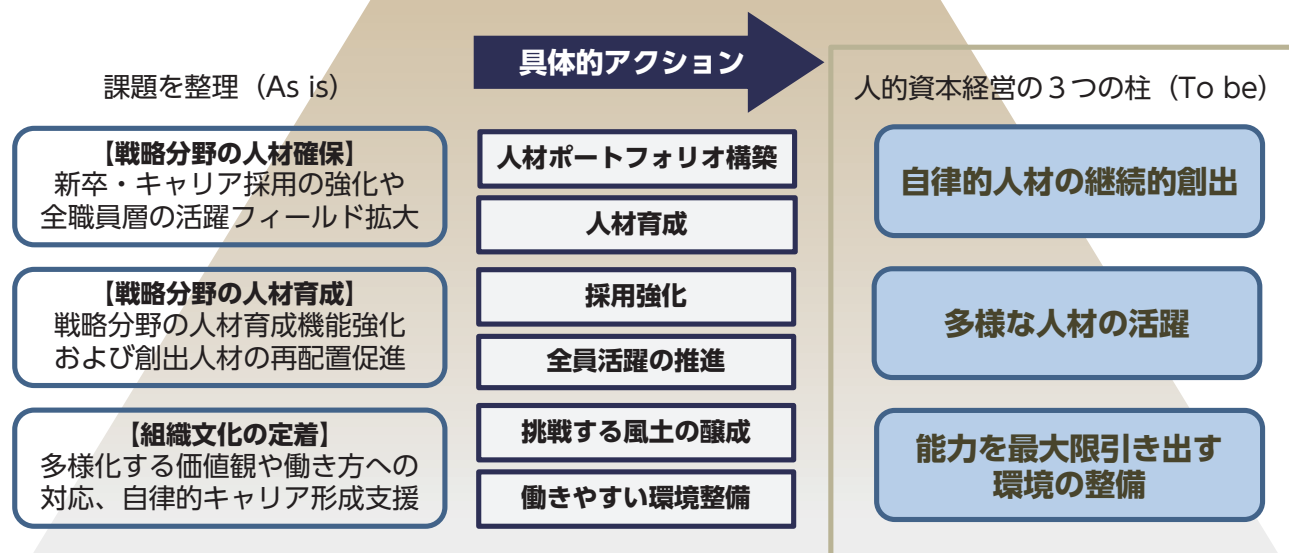 具体的アクション
課題を整理（As is）
【戦略分野の人材確保】
新卒・キャリア採用の強化や
全職員層の活躍フィールド拡大
【戦略分野の人材育成】
戦略分野の人材育成機能強化
および創出人材の再配置促進
【組織文化の定着】
多様化する価値観や働き方への
対応、自律的キャリア形成支援
人材ポートフォリオ構築
人材育成
採用強化
全員活躍の推進
挑戦する風土の醸成
働きやすい環境整備
人的資本経営の３つの柱（To be）
自律的人材の継続的創出
多様な人材の活躍
能力を最大限引き出す
環境の整備